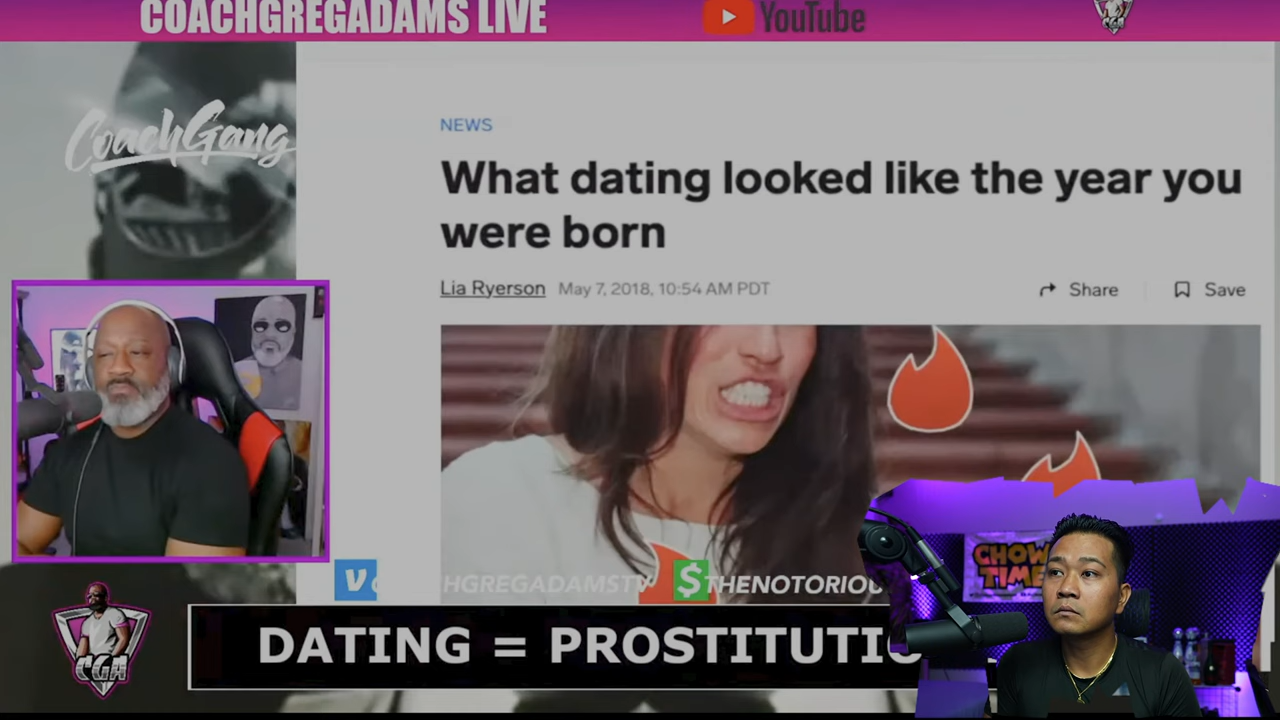 COACHGREGADAMS LIVE
YouTube
CoachGang
NEWS
What dating looked like the year you
were born
Lia Ryerson May 7, 2018, 10:54 AM PDT
Share
Save
HGREGADAMSTV
$THENOTORIOU
CHOW
TIME
DATING = PROSTITUTIO
CGA